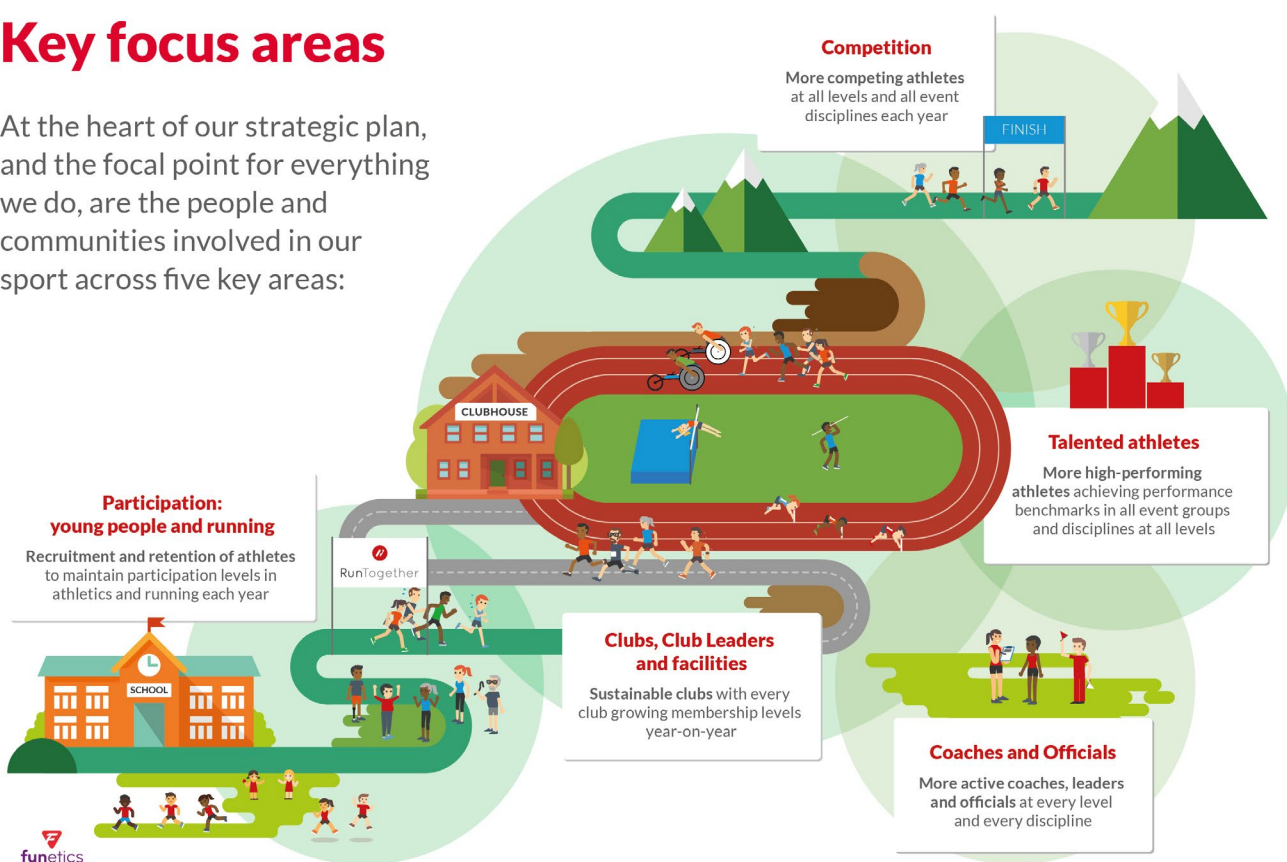 Key focus areas
At the heart of our strategic plan,
and the focal point for everything
we do, are the people and
communities involved in our
sport across five key areas:
Competition
More competing athletes
at all levels and all event
disciplines each year
FINISH
CLUBHOUSE
Talented athletes
More high-performing
athletes achieving performance
benchmarks in all event groups
and disciplines at all levels
Participation:
young people and running
Recruitment and retention of athletes
to maintain participation levels in
athletics and running each year
RunTogether
SCHOOL
Clubs, Club Leaders
and facilities
Sustainable clubs with every
club growing membership levels
year-on-year
Coaches and Officials
More active coaches, leaders
and officials at every level
and every discipline
funetics